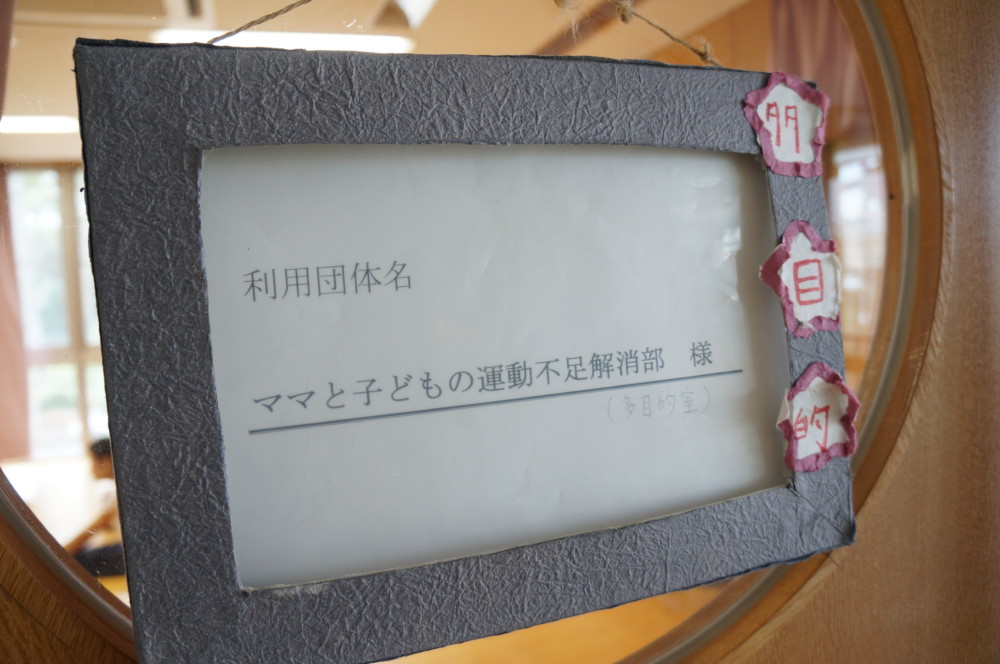 利用団体名
ママと子どもの運動不足解消部 様
(多目的室)
多
目
的